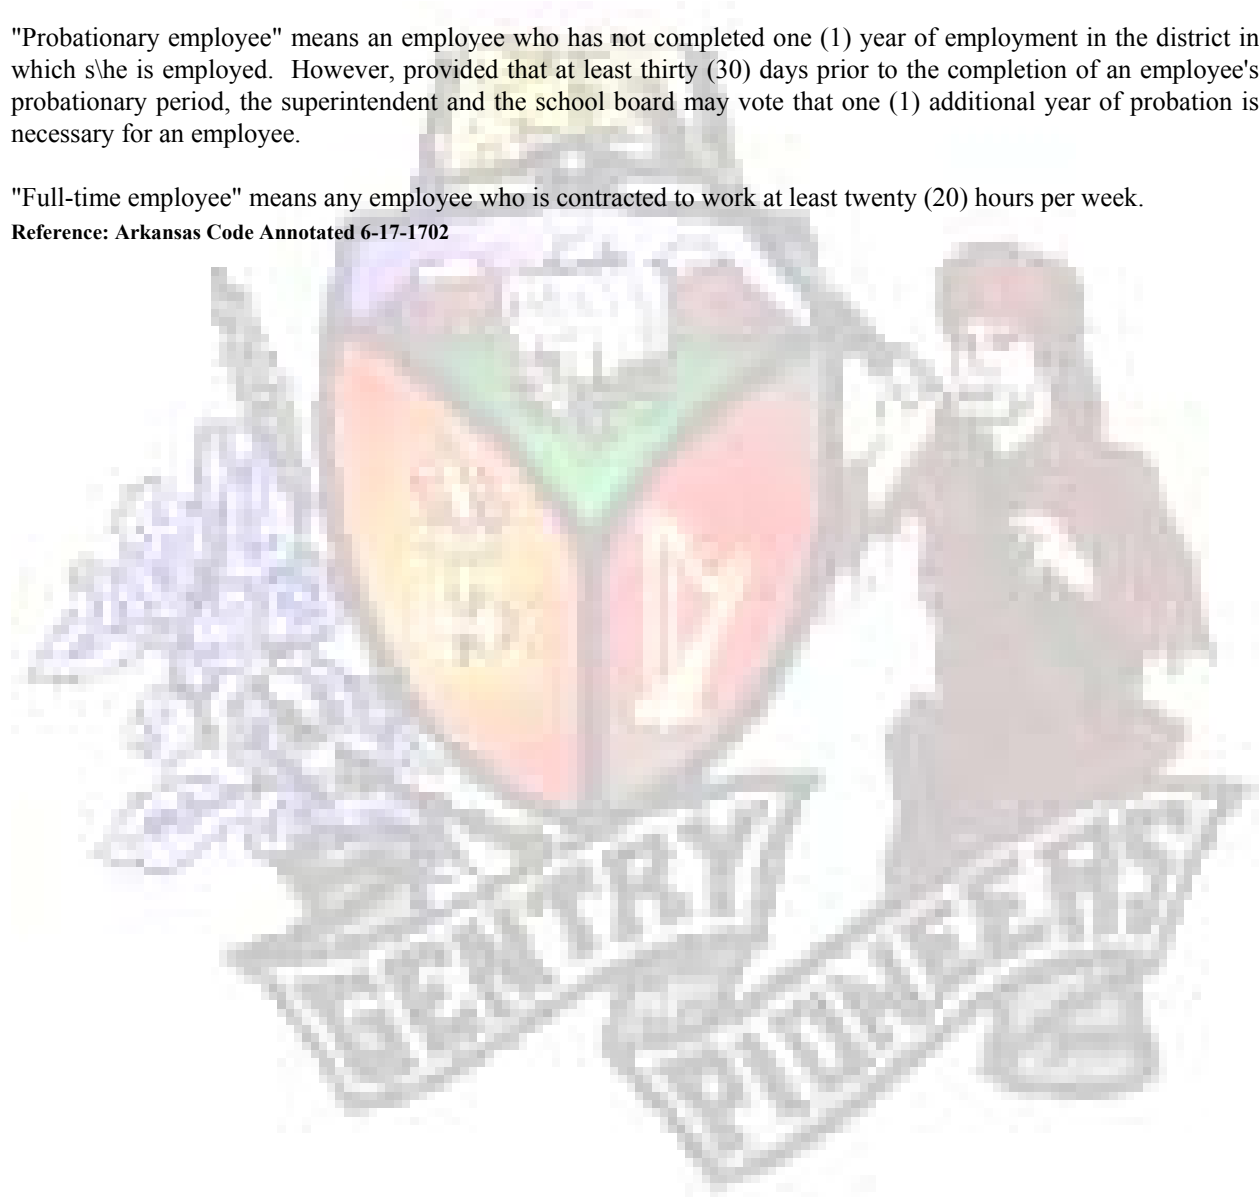 "Probationary employee" means an employee who has not completed one (1) year of employment in the district in
which s\he is employed. However, provided that at least thirty (30) days prior to the completion of an employee's
probationary period, the superintendent and the school board may vote that one (1) additional year of probation is
necessary for an employee.
"Full-time employee" means any employee who is contracted to work at least twenty (20) hours per week.
Reference: Arkansas Code Annotated 6-17-1702
GENTRY
PIONEERS